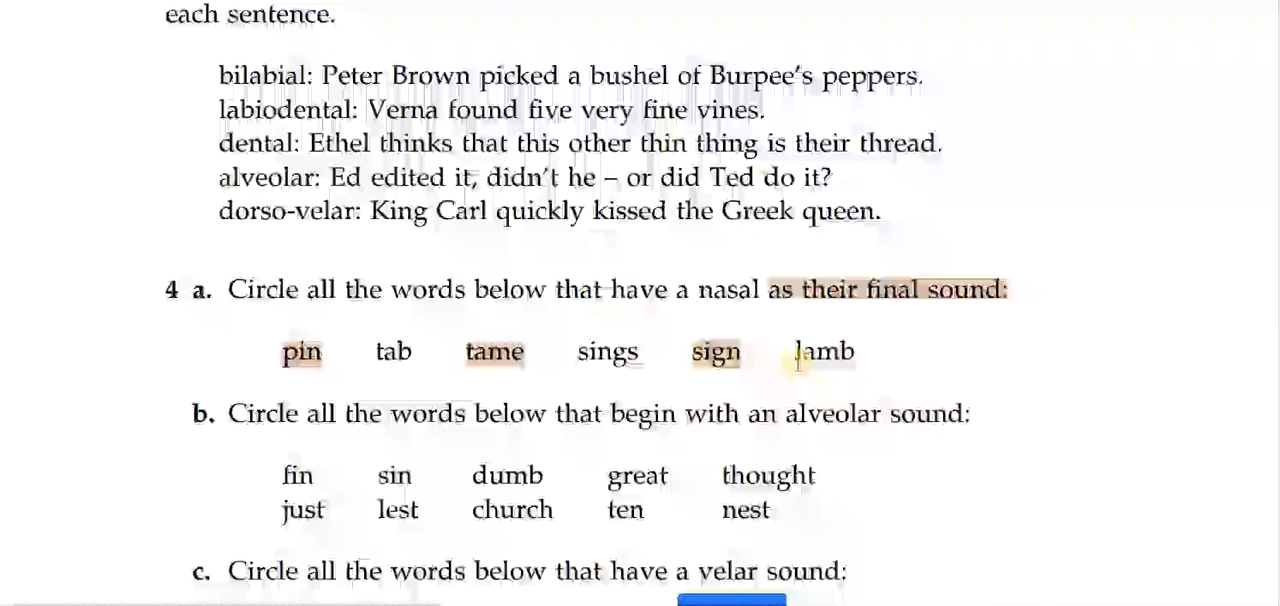 each sentence.
bilabial: Peter Brown picked a bushel of Burpee's peppers.
labiodental: Verna found five very fine vines.
dental: Ethel thinks that this other thin thing is their thread.
alveolar: Ed edited it, didn't he – or did Ted do it?
dorso-velar: King Carl quickly kissed the Greek queen.
4 a. Circle all the words below that have a nasal as their final sound:
pin tab tame sings sign lamb
b. Circle all the words below that begin with an alveolar sound:
fin sin dumb great thought
just lest church ten nest
c. Circle all the words below that have a velar sound: